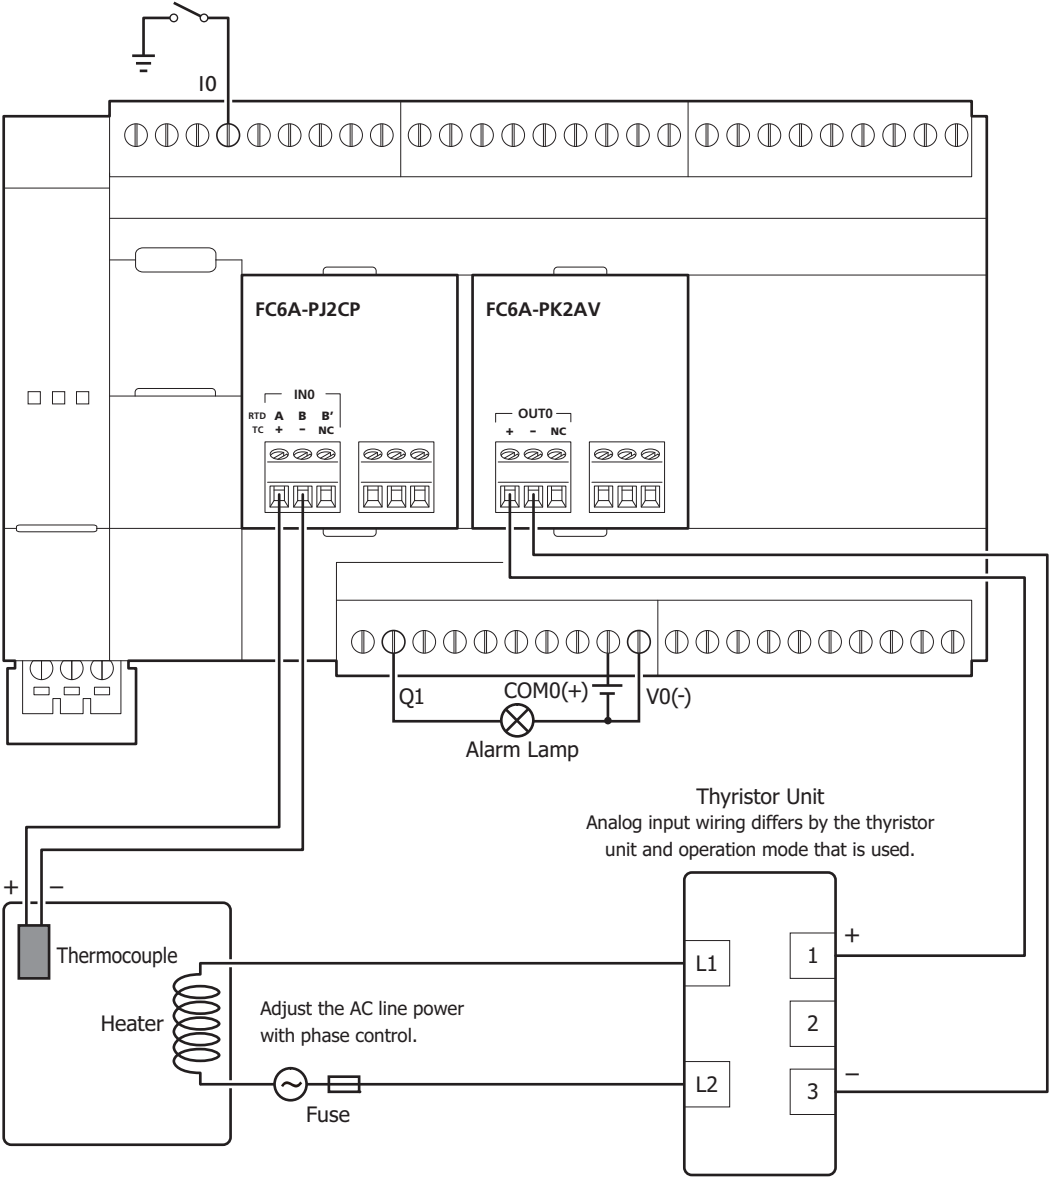 I0
FC6A-PJ2CP
FC6A-PK2AV
IN0
RTD A B B'
TC + − NC
OUT0
+ − NC
Q1
COM0(+)
V0(-)
Alarm Lamp
Thyristor Unit
Analog input wiring differs by the thyristor
unit and operation mode that is used.
+ −
Thermocouple
Heater
Adjust the AC line power
with phase control.
Fuse
L1
L2
1
+
2
3
−